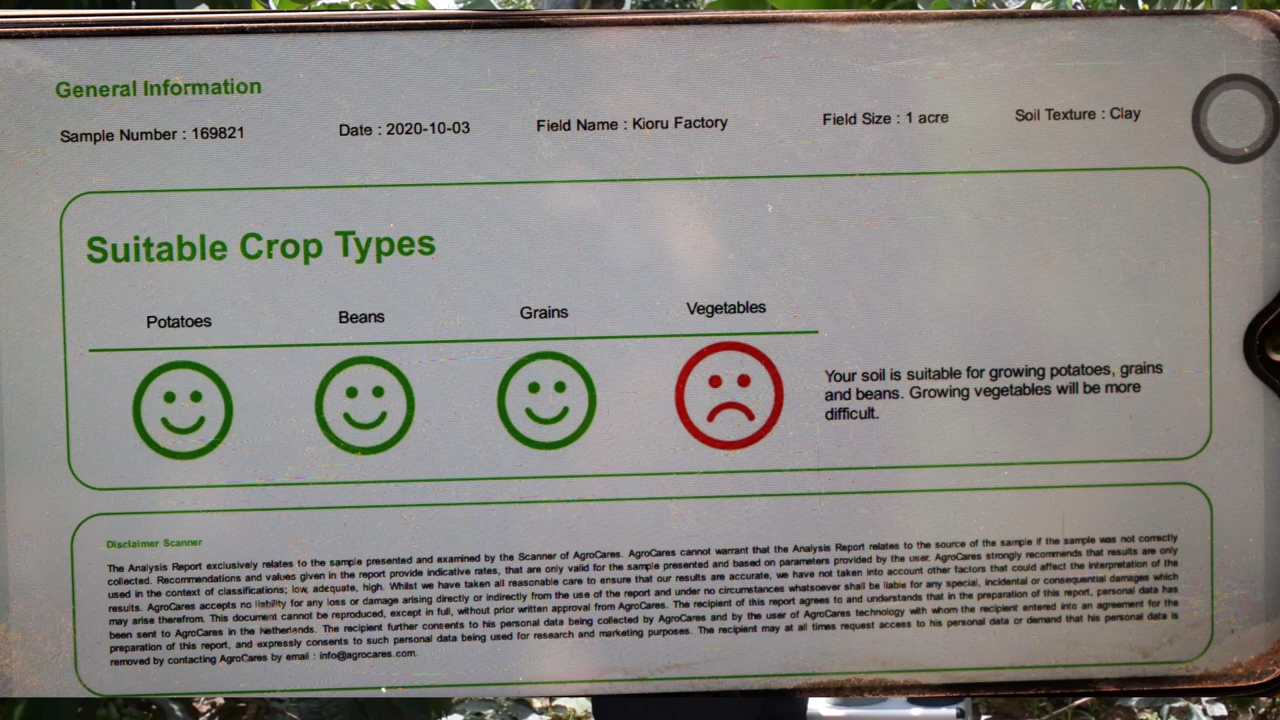 General Information
Sample Number : 169821 Date : 2020-10-03 Field Name : Kioru Factory Field Size : 1 acre Soil Texture : Clay
Suitable Crop Types
Potatoes Beans Grains Vegetables
Your soil is suitable for growing potatoes, grains
and beans. Growing vegetables will be more
difficult.
Disclaimer Scanner
The Analysis Report exclusively relates to the sample presented and examined by the Scanner of AgroCares. AgroCares cannot warrant that the Analysis Report relates to the source of the sample if the sample was not correctly
collected. Recommendations and values given in the report provide indicative rates, that are only valid for the sample presented and based on parameters provided by the user. AgroCares strongly recommends that results are only
used in the context of classifications; low, adequate, high. Whilst we have taken all reasonable care to ensure that our results are accurate, we have not taken into account other factors that could affect the interpretation of the
results. AgroCares accepts no liability for any loss or damage arising directly or indirectly from the use of the report and under no circumstances whatsoever shall be liable for any special, incidental or consequential damages which
may arise therefrom. This document cannot be reproduced, except in full, without prior written approval from AgroCares. The recipient of this report agrees to and understands that in the preparation of this report, personal data has
been sent to AgroCares in the Netherlands. The recipient further consents to his personal data being collected by AgroCares and by the user of AgroCares technology with whom the recipient entered into an agreement for the
preparation of this report, and expressly consents to such personal data being used for research and marketing purposes. The recipient may at all times request access to his personal data or demand that his personal data is
removed by contacting AgroCares by email : info@agrocares.com.